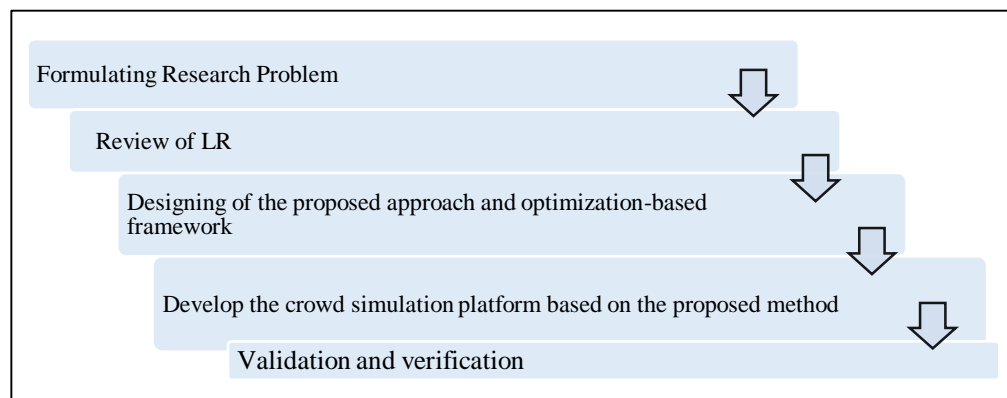 Formulating Research Problem
Review of LR
Designing of the proposed approach and optimization-based
framework
Develop the crowd simulation platform based on the proposed method
Validation and verification